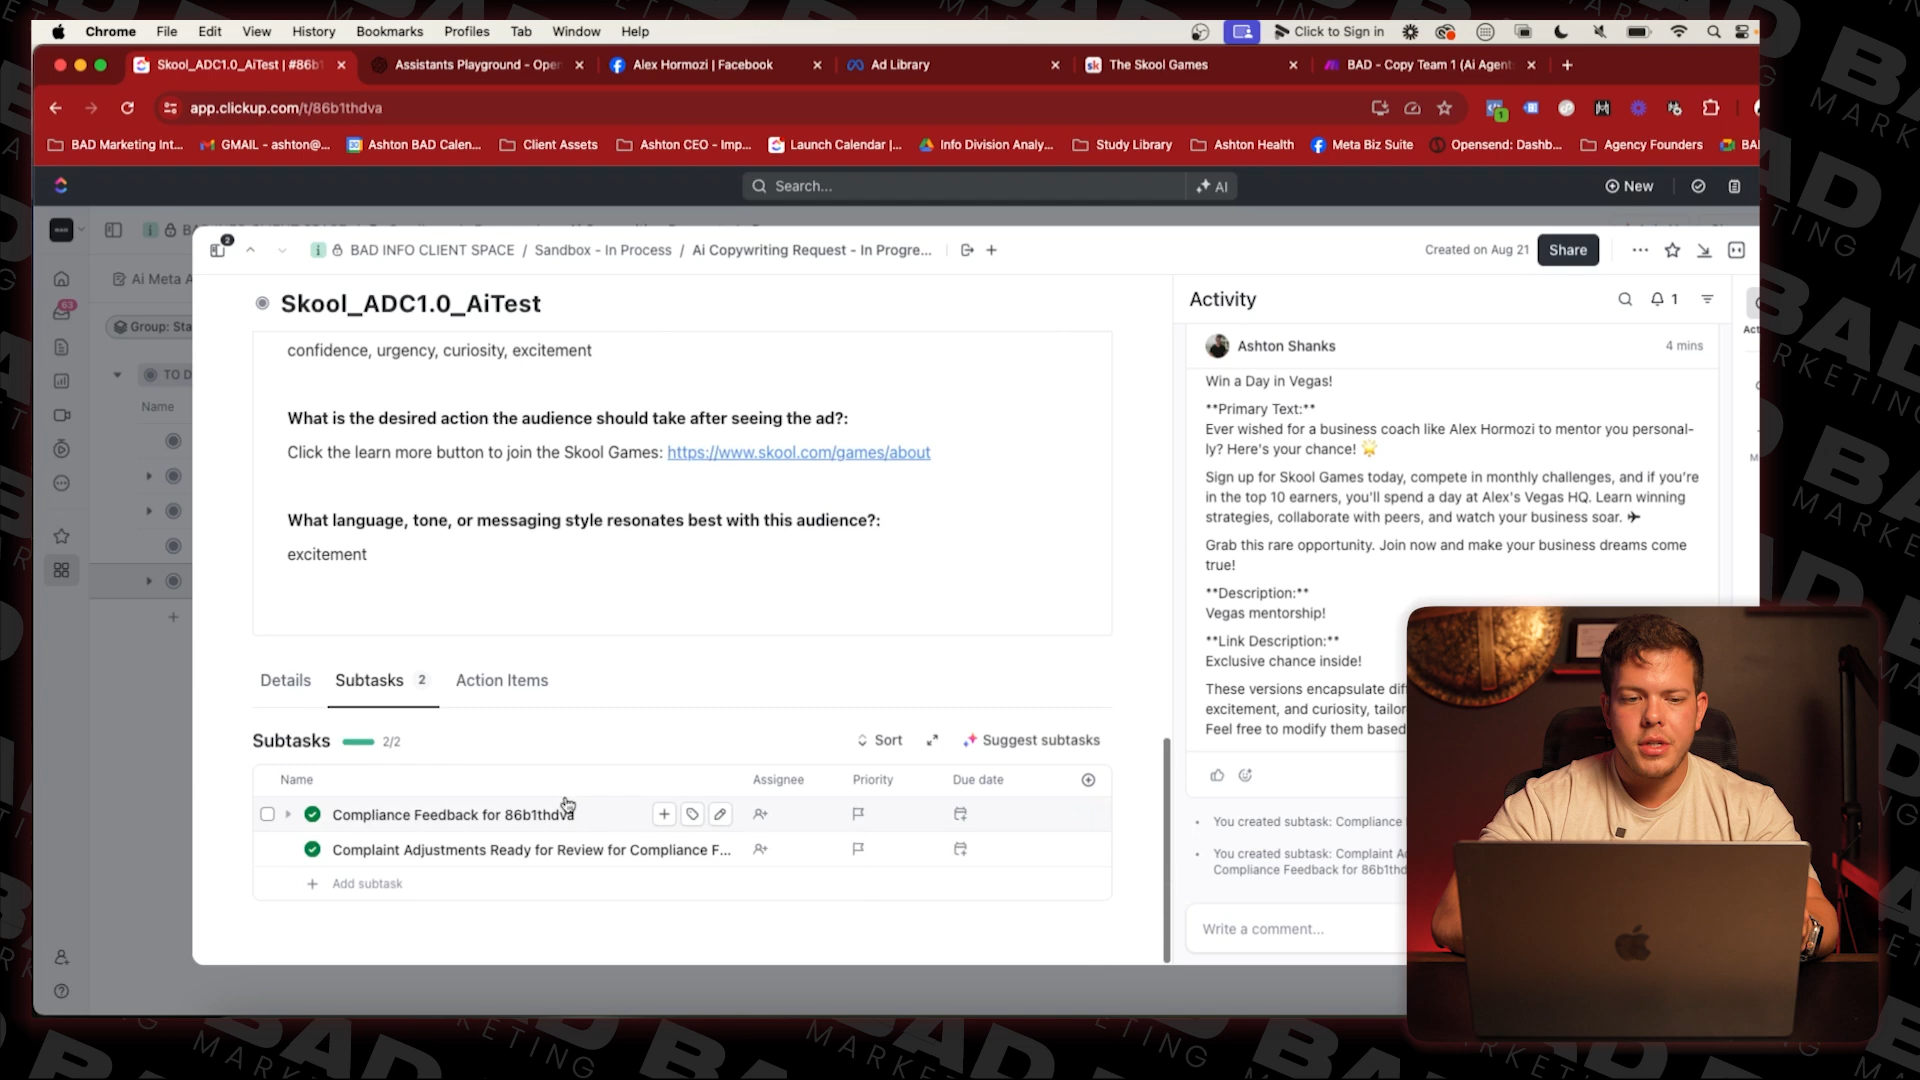 Chrome File Edit View History Bookmarks Profiles Tab Window Help
Click to Sign in
Skool_ADC1.0_AiTest | #86b1
Assistants Playground - Open
Alex Hormozi | Facebook
Ad Library
The Skool Games
BAD - Copy Team 1 (Ai Agent
app.clickup.com/t/86b1thdva
BAD Marketing Int...
GMAIL - ashton@...
Ashton BAD Calen...
Client Assets
Ashton CEO - Imp...
Launch Calendar |...
Info Division Analy...
Study Library
Ashton Health
Meta Biz Suite
Opensend: Dashb...
Agency Founders
BA
Search...
AI
New
2
BAD INFO CLIENT SPACE / Sandbox - In Process / Ai Copywriting Request - In Progre...
Created on Aug 21
Share
63
Ai Meta A
Group: Sta
TO D
Name
Skool_ADC1.0_AiTest
confidence, urgency, curiosity, excitement
What is the desired action the audience should take after seeing the ad?:
Click the learn more button to join the Skool Games: https://www.skool.com/games/about
What language, tone, or messaging style resonates best with this audience?:
excitement
Details
Subtasks 2
Action Items
Subtasks 2/2
Sort
Suggest subtasks
Name Assignee Priority Due date
Compliance Feedback for 86b1thdva
Complaint Adjustments Ready for Review for Compliance F...
Add subtask
Activity
1
Act
Ashton Shanks
4 mins
Win a Day in Vegas!
**Primary Text:**
Ever wished for a business coach like Alex Hormozi to mentor you personal-
ly? Here's your chance! 🌟
Sign up for Skool Games today, compete in monthly challenges, and if you're
in the top 10 earners, you'll spend a day at Alex's Vegas HQ. Learn winning
strategies, collaborate with peers, and watch your business soar. ✈
Grab this rare opportunity. Join now and make your business dreams come
true!
**Description:**
Vegas mentorship!
**Link Description:**
Exclusive chance inside!
These versions encapsulate dif
excitement, and curiosity, tailor
Feel free to modify them based
You created subtask: Compliance
You created subtask: Complaint Ad
Compliance Feedback for 86b1thd
Write a comment...
BAD
MARKETING